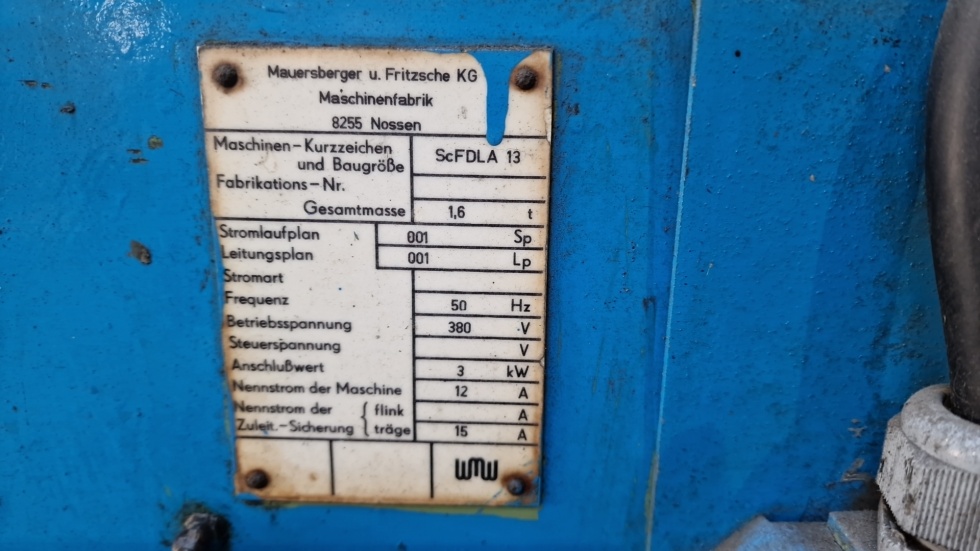 Mauersberger u. Fritzsche KG
Maschinenfabrik
8255 Nossen
Maschinen-Kurzzeichen
und Baugröße ScFDLA 13
Fabrikations-Nr.
Gesamtmasse 1,6 t
Stromlaufplan 001 Sp
Leitungsplan 001 Lp
Stromart
Frequenz 50 Hz
Betriebsspannung 380 V
Steuerspannung V
Anschlußwert 3 kW
Nennstrom der Maschine 12 A
Nennstrom der { flink A
Zuleit.-Sicherung { träge 15 A
WMW